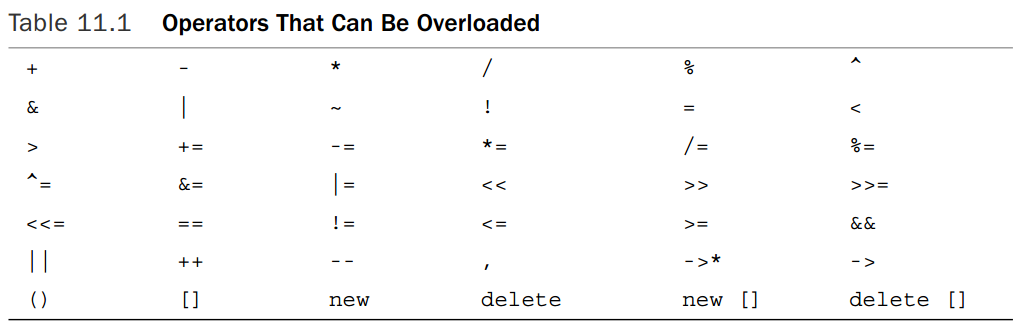 Table 11.1 Operators That Can Be Overloaded
+ - * / % ^
& | ~ ! = <
> += -= *= /= %=
^= &= |= << >> >>=
<<= == != <= >= &&
|| ++ -- , ->* ->
() [] new delete new [] delete []